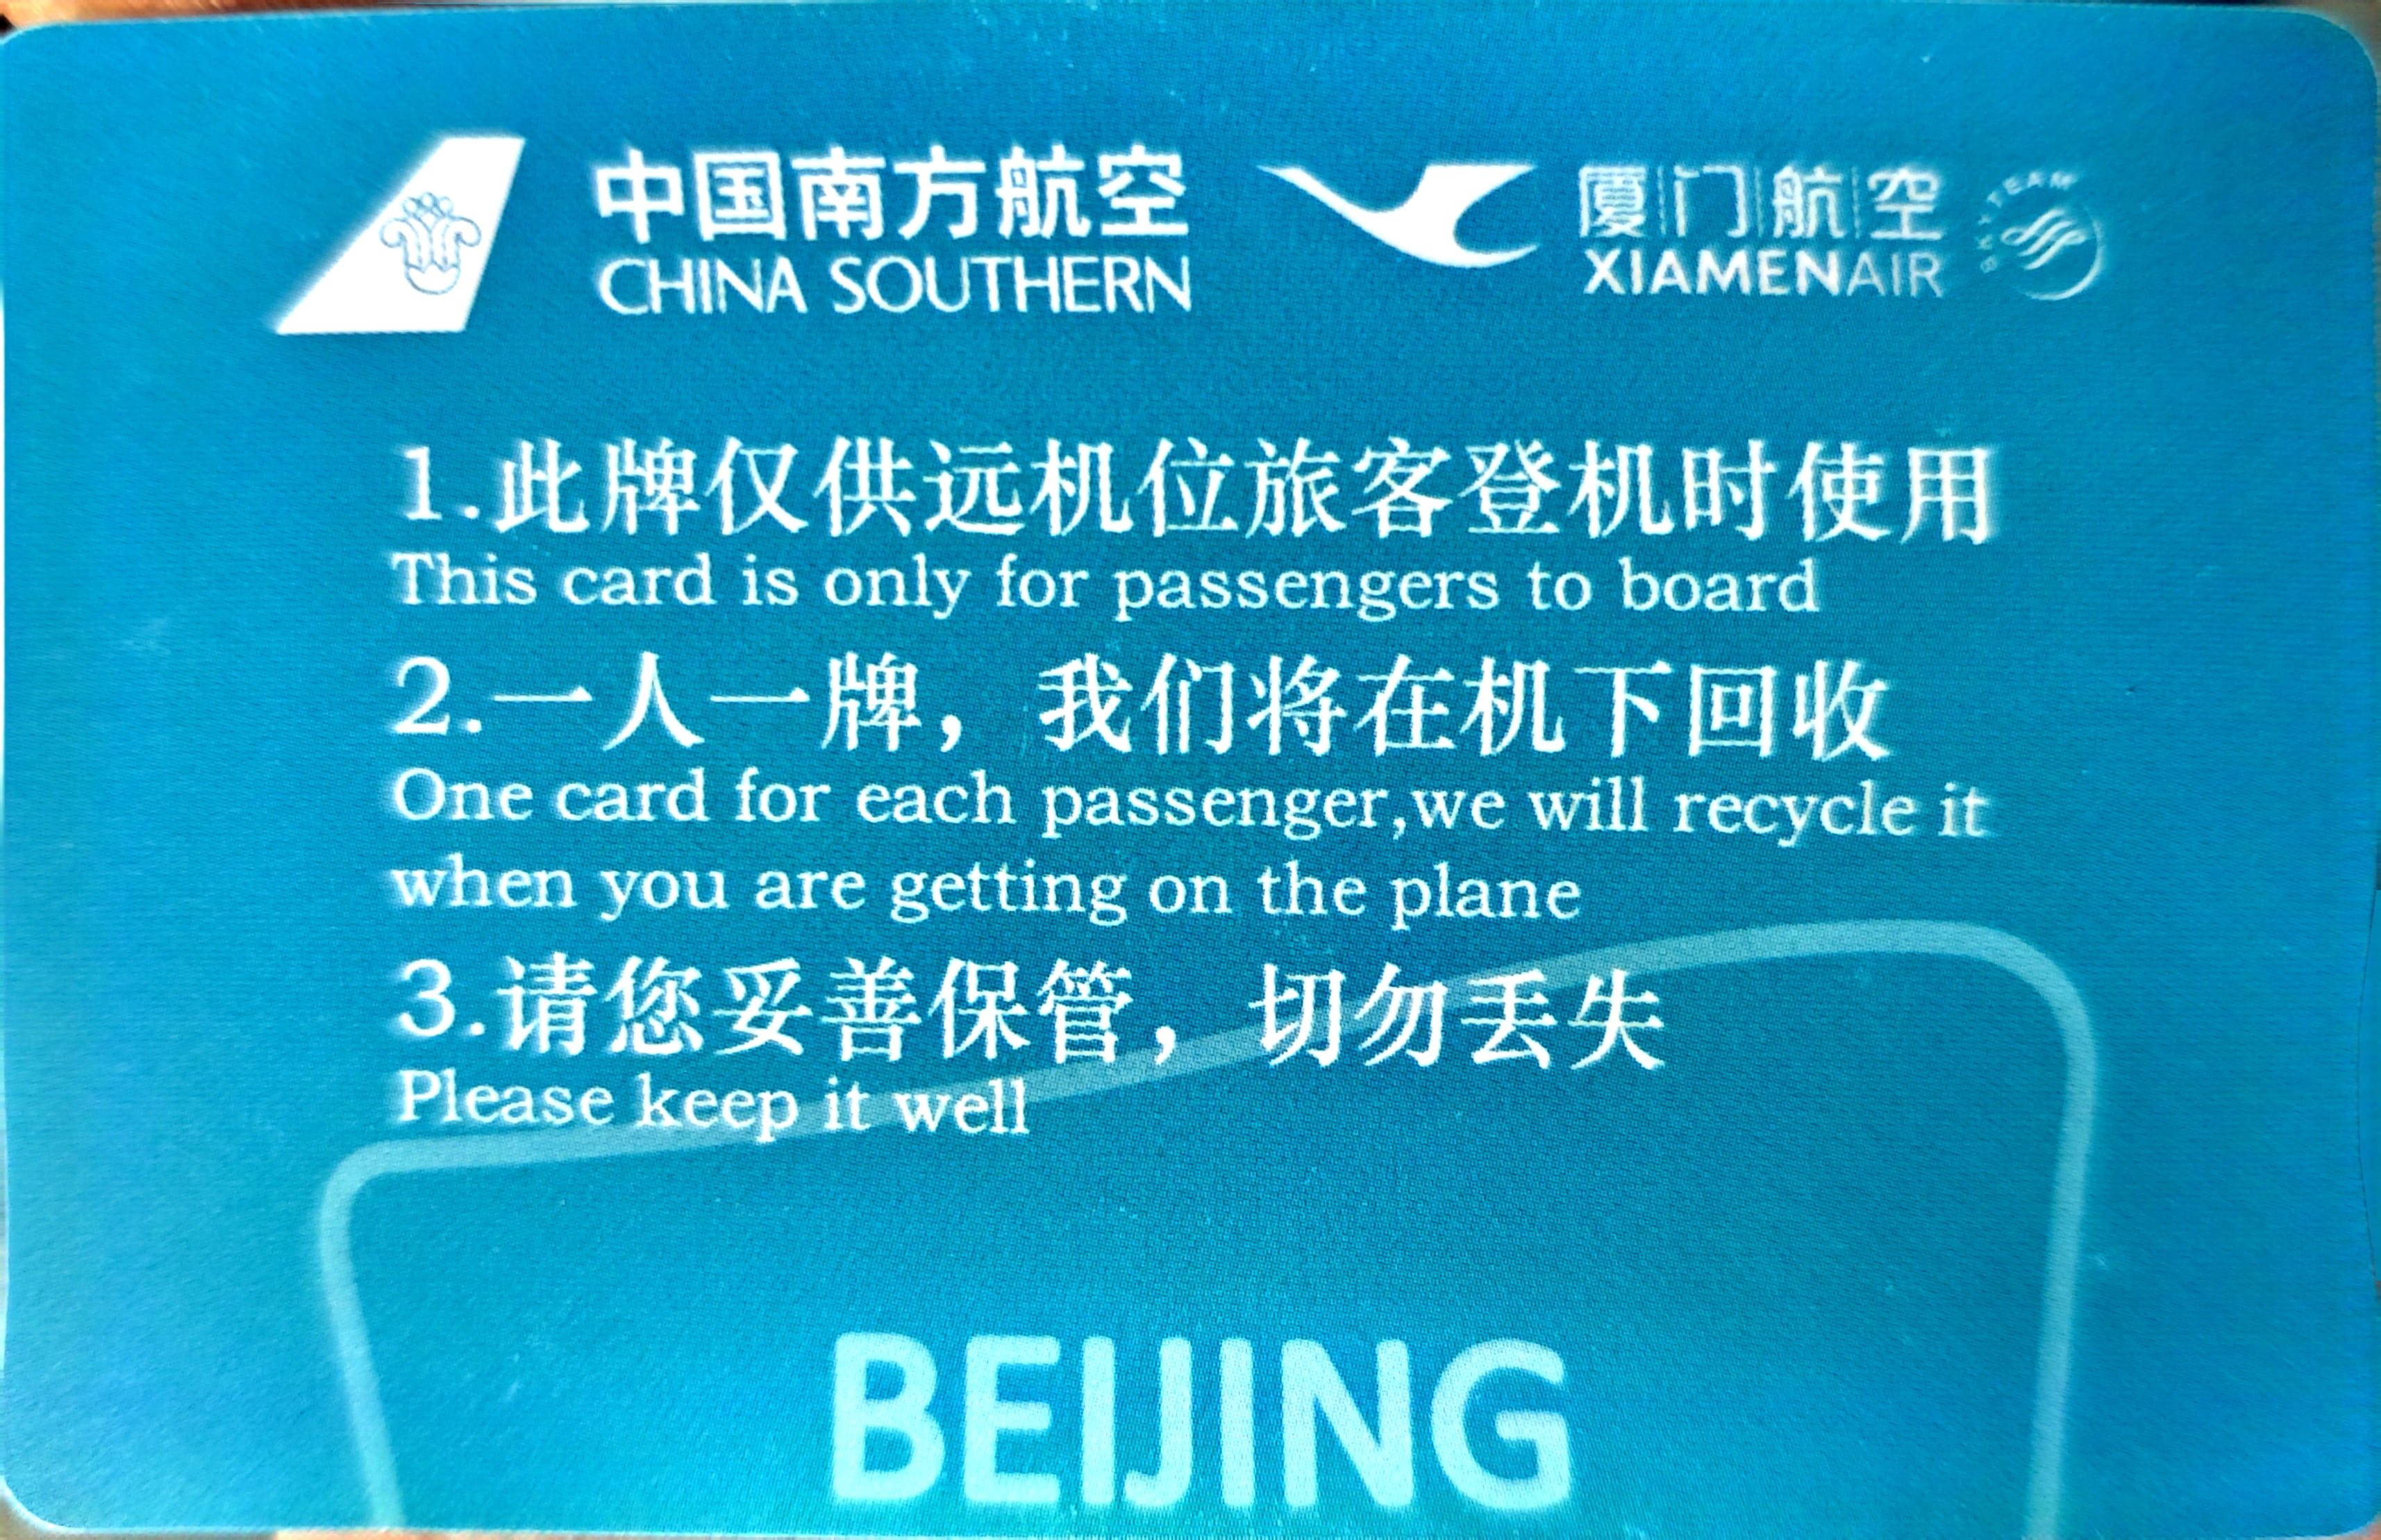 中国南方航空 厦门航空
CHINA SOUTHERN XIAMENAIR SKYTEAM
1.此牌仅供远机位旅客登机时使用
This card is only for passengers to board
2.一人一牌，我们将在机下回收
One card for each passenger,we will recycle it
when you are getting on the plane
3.请您妥善保管，切勿丢失
Please keep it well
BEIJING